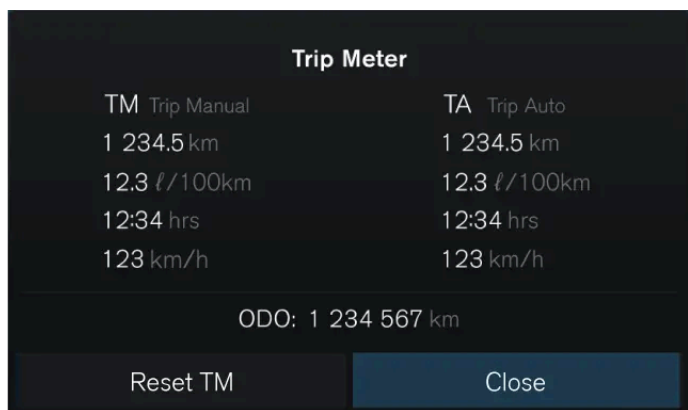 Trip Meter
TM Trip Manual
1 234.5 km
12.3 ℓ/100km
12:34 hrs
123 km/h
TA Trip Auto
1 234.5 km
12.3 ℓ/100km
12:34 hrs
123 km/h
ODO: 1 234 567 km
Reset TM
Close